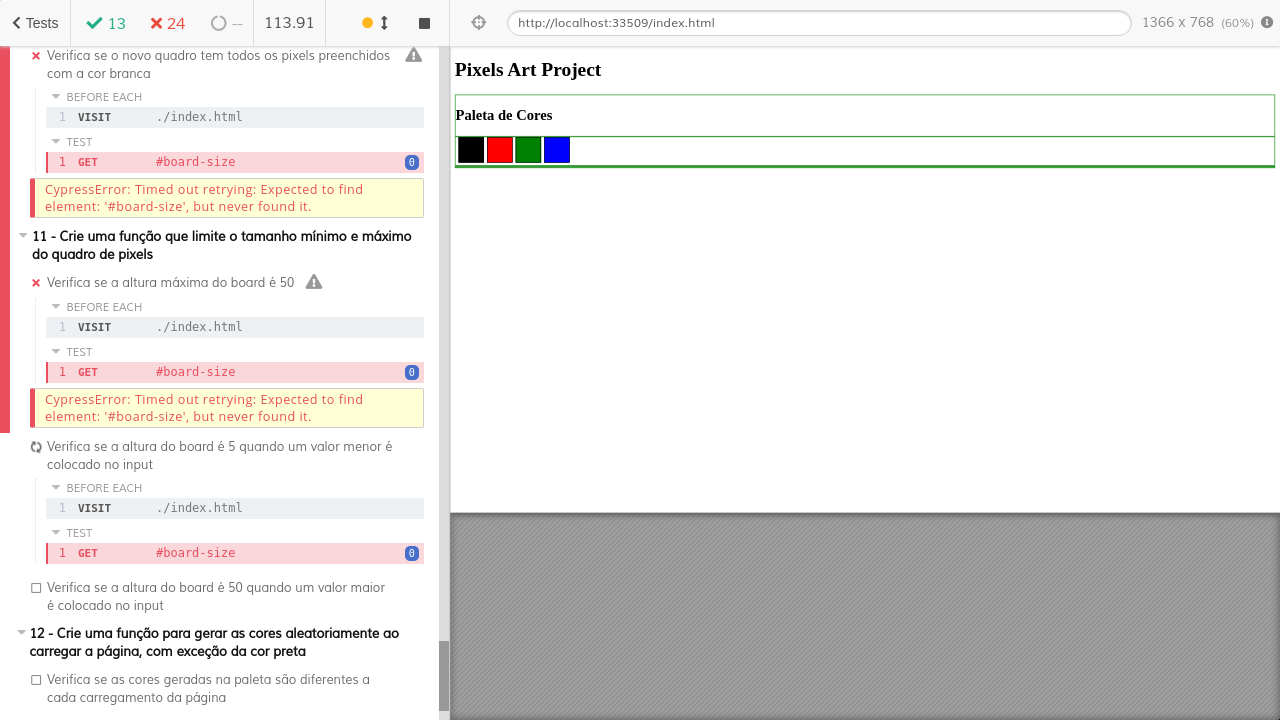 Tests
13
24
--
113.91
http://localhost:33509/index.html
1366 x 768 (60%)
Verifica se o novo quadro tem todos os pixels preenchidos
com a cor branca
BEFORE EACH
1 VISIT ./index.html
TEST
1 GET #board-size 0
CypressError: Timed out retrying: Expected to find
element: '#board-size', but never found it.
11 - Crie uma função que limite o tamanho mínimo e máximo
do quadro de pixels
Verifica se a altura máxima do board é 50
BEFORE EACH
1 VISIT ./index.html
TEST
1 GET #board-size 0
CypressError: Timed out retrying: Expected to find
element: '#board-size', but never found it.
Verifica se a altura do board é 5 quando um valor menor é
colocado no input
BEFORE EACH
1 VISIT ./index.html
TEST
1 GET #board-size 0
Verifica se a altura do board é 50 quando um valor maior
é colocado no input
12 - Crie uma função para gerar as cores aleatoriamente ao
carregar a página, com exceção da cor preta
Verifica se as cores geradas na paleta são diferentes a
cada carregamento da página
Pixels Art Project
Paleta de Cores